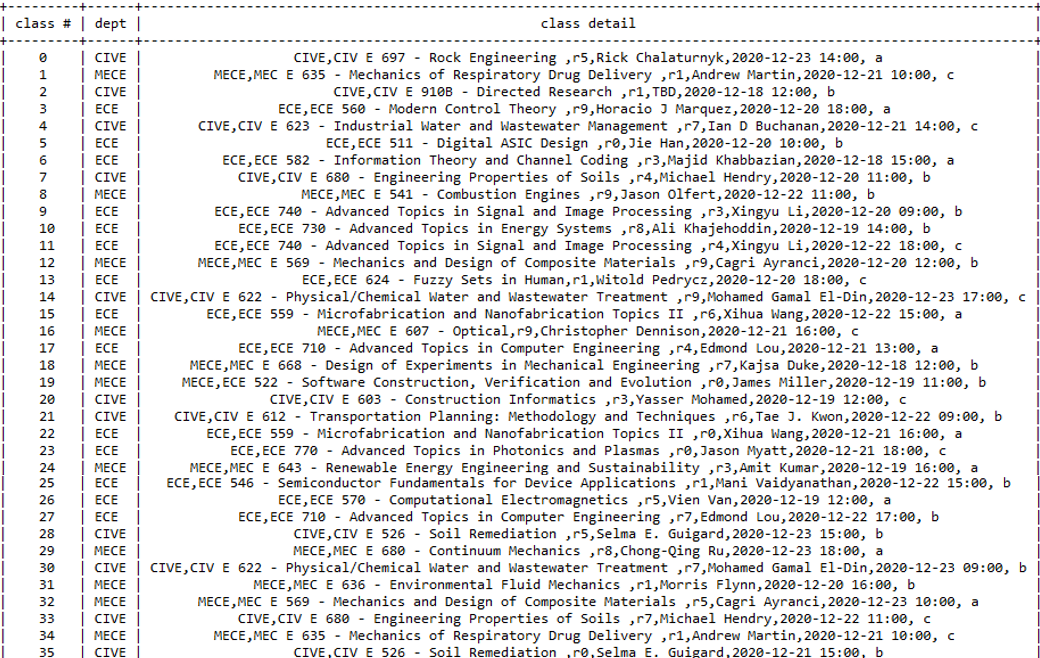 | class # | dept | class detail |
| 0 | CIVE | CIVE,CIV E 697 - Rock Engineering ,r5,Rick Chalaturnyk,2020-12-23 14:00, a |
| 1 | MECE | MECE,MEC E 635 - Mechanics of Respiratory Drug Delivery ,r1,Andrew Martin,2020-12-21 10:00, c |
| 2 | CIVE | CIVE,CIV E 910B - Directed Research ,r1,TBD,2020-12-18 12:00, b |
| 3 | ECE | ECE,ECE 560 - Modern Control Theory ,r9,Horacio J Marquez,2020-12-20 18:00, a |
| 4 | CIVE | CIVE,CIV E 623 - Industrial Water and Wastewater Management ,r7,Ian D Buchanan,2020-12-21 14:00, c |
| 5 | ECE | ECE,ECE 511 - Digital ASIC Design ,r0,Jie Han,2020-12-20 10:00, b |
| 6 | ECE | ECE,ECE 582 - Information Theory and Channel Coding ,r3,Majid Khabbazian,2020-12-18 15:00, a |
| 7 | CIVE | CIVE,CIV E 680 - Engineering Properties of Soils ,r4,Michael Hendry,2020-12-20 11:00, b |
| 8 | MECE | MECE,MEC E 541 - Combustion Engines ,r9,Jason Olfert,2020-12-22 11:00, b |
| 9 | ECE | ECE,ECE 740 - Advanced Topics in Signal and Image Processing ,r3,Xingyu Li,2020-12-20 09:00, b |
| 10 | ECE | ECE,ECE 730 - Advanced Topics in Energy Systems ,r8,Ali Khajehoddin,2020-12-19 14:00, b |
| 11 | ECE | ECE,ECE 740 - Advanced Topics in Signal and Image Processing ,r4,Xingyu Li,2020-12-22 18:00, c |
| 12 | MECE | MECE,MEC E 569 - Mechanics and Design of Composite Materials ,r9,Cagri Ayranci,2020-12-20 12:00, b |
| 13 | ECE | ECE,ECE 624 - Fuzzy Sets in Human,r1,Witold Pedrycz,2020-12-20 18:00, c |
| 14 | CIVE | CIVE,CIV E 622 - Physical/Chemical Water and Wastewater Treatment ,r9,Mohamed Gamal El-Din,2020-12-23 17:00, c |
| 15 | ECE | ECE,ECE 559 - Microfabrication and Nanofabrication Topics II ,r6,Xihua Wang,2020-12-22 15:00, a |
| 16 | MECE | MECE,MEC E 607 - Optical,r9,Christopher Dennison,2020-12-21 16:00, c |
| 17 | ECE | ECE,ECE 710 - Advanced Topics in Computer Engineering ,r4,Edmond Lou,2020-12-21 13:00, a |
| 18 | MECE | MECE,MEC E 668 - Design of Experiments in Mechanical Engineering ,r7,Kajsa Duke,2020-12-18 12:00, b |
| 19 | MECE | MECE,ECE 522 - Software Construction, Verification and Evolution ,r0,James Miller,2020-12-19 11:00, b |
| 20 | CIVE | CIVE,CIV E 603 - Construction Informatics ,r3,Yasser Mohamed,2020-12-19 12:00, c |
| 21 | CIVE | CIVE,CIV E 612 - Transportation Planning: Methodology and Techniques ,r6,Tae J. Kwon,2020-12-22 09:00, b |
| 22 | ECE | ECE,ECE 559 - Microfabrication and Nanofabrication Topics II ,r0,Xihua Wang,2020-12-21 16:00, a |
| 23 | ECE | ECE,ECE 770 - Advanced Topics in Photonics and Plasmas ,r0,Jason Myatt,2020-12-21 18:00, c |
| 24 | MECE | MECE,MEC E 643 - Renewable Energy Engineering and Sustainability ,r3,Amit Kumar,2020-12-19 16:00, a |
| 25 | ECE | ECE,ECE 546 - Semiconductor Fundamentals for Device Applications ,r1,Mani Vaidyanathan,2020-12-22 15:00, b |
| 26 | ECE | ECE,ECE 570 - Computational Electromagnetics ,r5,Vien Van,2020-12-19 12:00, a |
| 27 | ECE | ECE,ECE 710 - Advanced Topics in Computer Engineering ,r7,Edmond Lou,2020-12-22 17:00, b |
| 28 | CIVE | CIVE,CIV E 526 - Soil Remediation ,r5,Selma E. Guigard,2020-12-23 15:00, b |
| 29 | MECE | MECE,MEC E 680 - Continuum Mechanics ,r8,Chong-Qing Ru,2020-12-23 18:00, a |
| 30 | CIVE | CIVE,CIV E 622 - Physical/Chemical Water and Wastewater Treatment ,r7,Mohamed Gamal El-Din,2020-12-23 09:00, b |
| 31 | MECE | MECE,MEC E 636 - Environmental Fluid Mechanics ,r1,Morris Flynn,2020-12-20 16:00, b |
| 32 | MECE | MECE,MEC E 569 - Mechanics and Design of Composite Materials ,r5,Cagri Ayranci,2020-12-23 10:00, a |
| 33 | CIVE | CIVE,CIV E 680 - Engineering Properties of Soils ,r7,Michael Hendry,2020-12-22 11:00, c |
| 34 | MECE | MECE,MEC E 635 - Mechanics of Respiratory Drug Delivery ,r1,Andrew Martin,2020-12-21 10:00, c |
| 35 | CIVE | CIVE,CIV E 526 - Soil Remediation ,r0,Selma E. Guigard,2020-12-21 15:00, b |